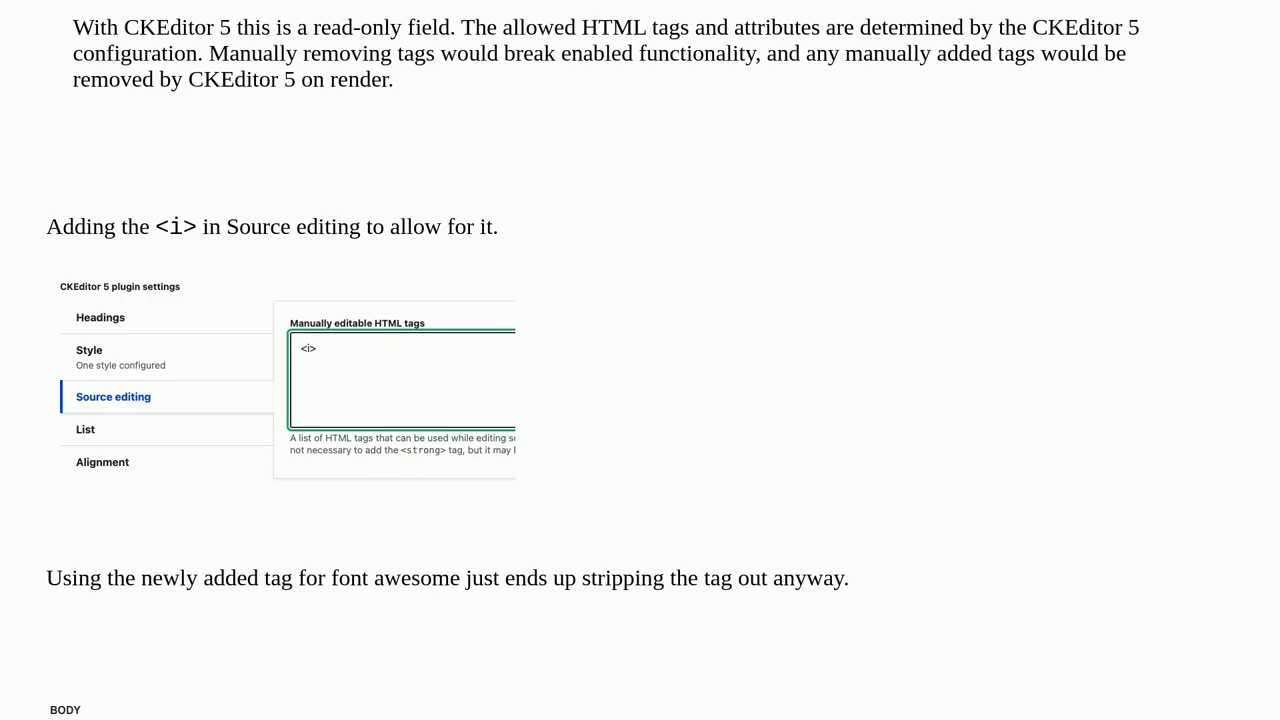 With CKEditor 5 this is a read-only field. The allowed HTML tags and attributes are determined by the CKEditor 5
configuration. Manually removing tags would break enabled functionality, and any manually added tags would be
removed by CKEditor 5 on render.
Adding the <i> in Source editing to allow for it.
CKEditor 5 plugin settings
Headings
Manually editable HTML tags
<i>
Style
One style configured
Source editing
List
A list of HTML tags that can be used while editing
not necessary to add the <strong> tag, but it may
Alignment
Using the newly added tag for font awesome just ends up stripping the tag out anyway.
BODY